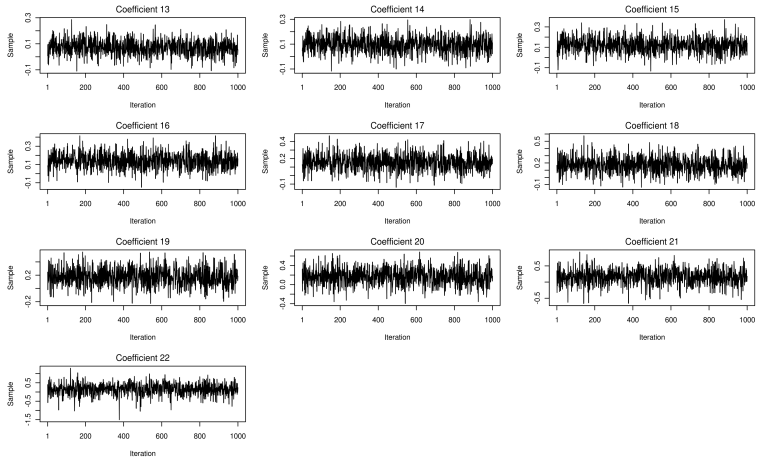 Coefficient 13
Sample
-0.1 0.1 0.3
1 200 400 600 800 1000
Iteration
Coefficient 14
Sample
-0.1 0.1 0.3
1 200 400 600 800 1000
Iteration
Coefficient 15
Sample
-0.1 0.1 0.3
1 200 400 600 800 1000
Iteration
Coefficient 16
Sample
-0.1 0.1 0.3
1 200 400 600 800 1000
Iteration
Coefficient 17
Sample
-0.1 0.2 0.4
1 200 400 600 800 1000
Iteration
Coefficient 18
Sample
-0.1 0.2 0.5
1 200 400 600 800 1000
Iteration
Coefficient 19
Sample
-0.2 0.2
1 200 400 600 800 1000
Iteration
Coefficient 20
Sample
-0.4 0.0 0.4
1 200 400 600 800 1000
Iteration
Coefficient 21
Sample
-0.5 0.5
1 200 400 600 800 1000
Iteration
Coefficient 22
Sample
-1.5 -0.5 0.5
1 200 400 600 800 1000
Iteration